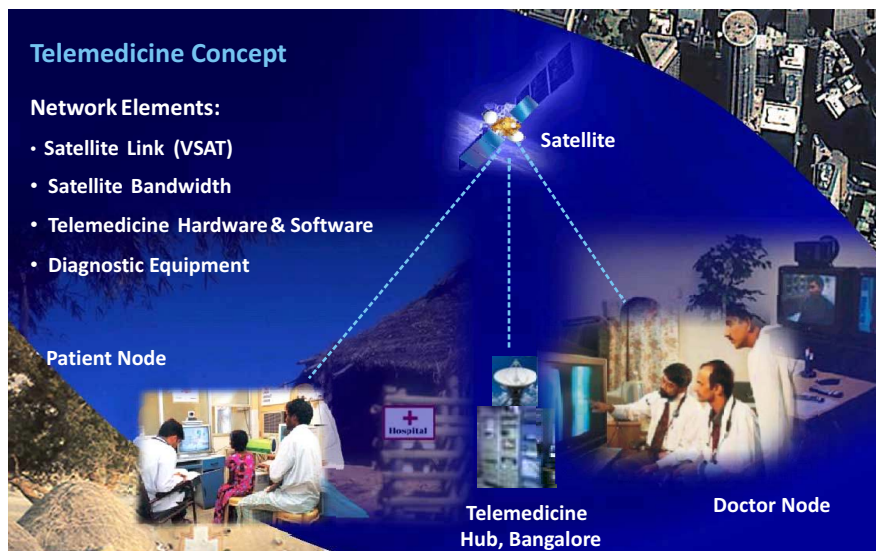 Telemedicine Concept
Network Elements:
• Satellite Link (VSAT)
• Satellite Bandwidth
• Telemedicine Hardware & Software
• Diagnostic Equipment
Satellite
Patient Node
Hospital
Telemedicine
Hub, Bangalore
Doctor Node